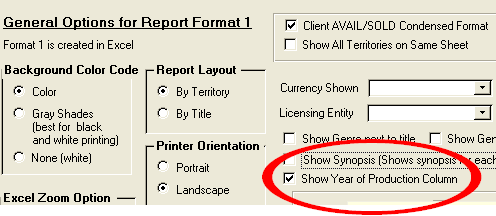 General Options for Report Format 1
Format 1 is created in Excel
Client AVAIL/SOLD Condensed Format
Show All Territories on Same Sheet
Background Color Code
Color
Gray Shades
(best for black
and white printing)
None (white)
Excel Zoom Option
Report Layout
By Territory
By Title
Printer Orientation
Portrait
Landscape
Currency Shown
Licensing Entity
Show Genre next to title
Show Gen
Show Synopsis (Shows synopsis for each
Show Year of Production Column